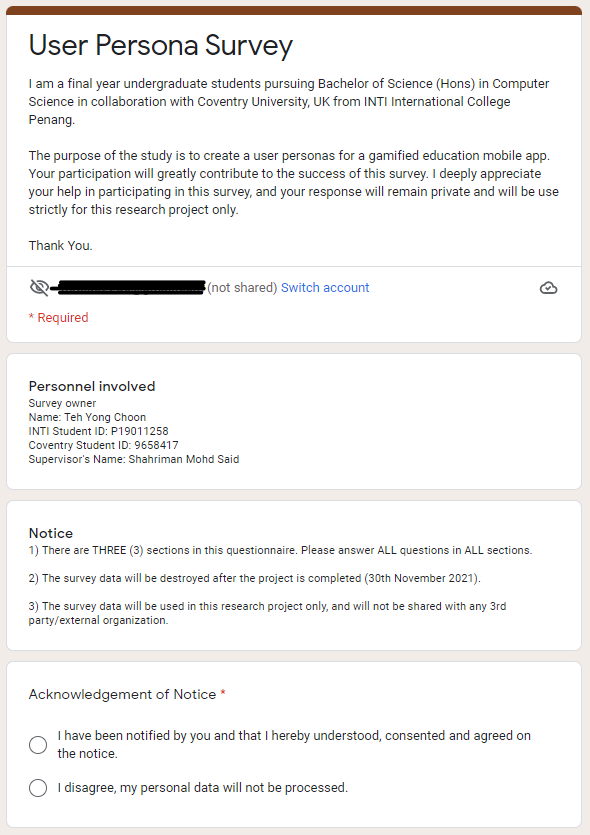 User Persona Survey
I am a final year undergraduate students pursuing Bachelor of Science (Hons) in Computer
Science in collaboration with Coventry University, UK from INTI International College
Penang.
The purpose of the study is to create a user personas for a gamified education mobile app.
Your participation will greatly contribute to the success of this survey. I deeply appreciate
your help in participating in this survey, and your response will remain private and will be use
strictly for this research project only.
Thank You.
(not shared) Switch account
* Required
Personnel involved
Survey owner
Name: Teh Yong Choon
INTI Student ID: P19011258
Coventry Student ID: 9658417
Supervisor's Name: Shahriman Mohd Said
Notice
1) There are THREE (3) sections in this questionnaire. Please answer ALL questions in ALL sections.
2) The survey data will be destroyed after the project is completed (30th November 2021).
3) The survey data will be used in this research project only, and will not be shared with any 3rd
party/external organization.
Acknowledgement of Notice *
I have been notified by you and that I hereby understood, consented and agreed on
the notice.
I disagree, my personal data will not be processed.